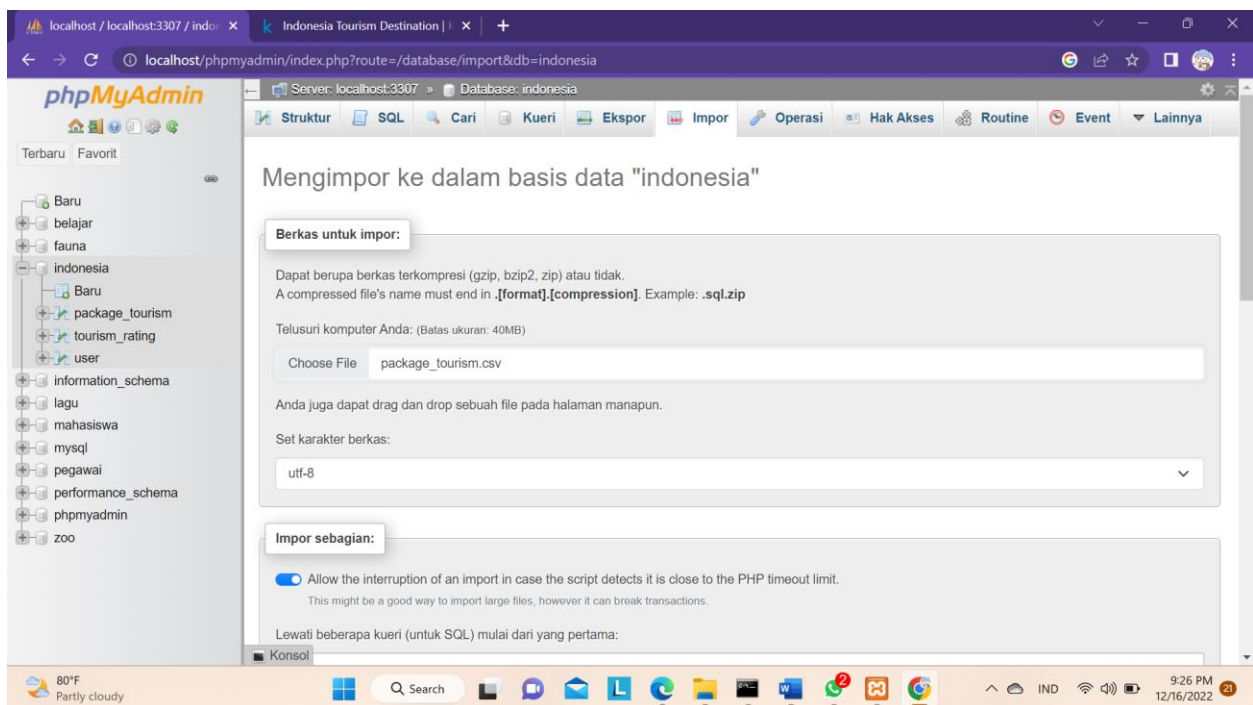 localhost / localhost:3307 / indon
Indonesia Tourism Destination |
localhost/phpmyadmin/index.php?route=/database/import&db=indonesia
phpMyAdmin
Terbaru Favorit
Baru
belajar
fauna
indonesia
Baru
package_tourism
tourism_rating
user
information_schema
lagu
mahasiswa
mysql
pegawai
performance_schema
phpmyadmin
zoo
Server: localhost:3307 » Database: indonesia
Struktur SQL Cari Kueri Ekspor Impor Operasi Hak Akses Routine Event Lainnya
Mengimpor ke dalam basis data "indonesia"
Berkas untuk impor:
Dapat berupa berkas terkompresi (gzip, bzip2, zip) atau tidak.
A compressed file's name must end in .[format].[compression]. Example: .sql.zip
Telusuri komputer Anda: (Batas ukuran: 40MB)
Choose File package_tourism.csv
Anda juga dapat drag dan drop sebuah file pada halaman manapun.
Set karakter berkas:
utf-8
Impor sebagian:
Allow the interruption of an import in case the script detects it is close to the PHP timeout limit.
This might be a good way to import large files, however it can break transactions.
Lewati beberapa kueri (untuk SQL) mulai dari yang pertama:
Konsol
80°F
Partly cloudy
Search
2
IND
9:26 PM
12/16/2022
21